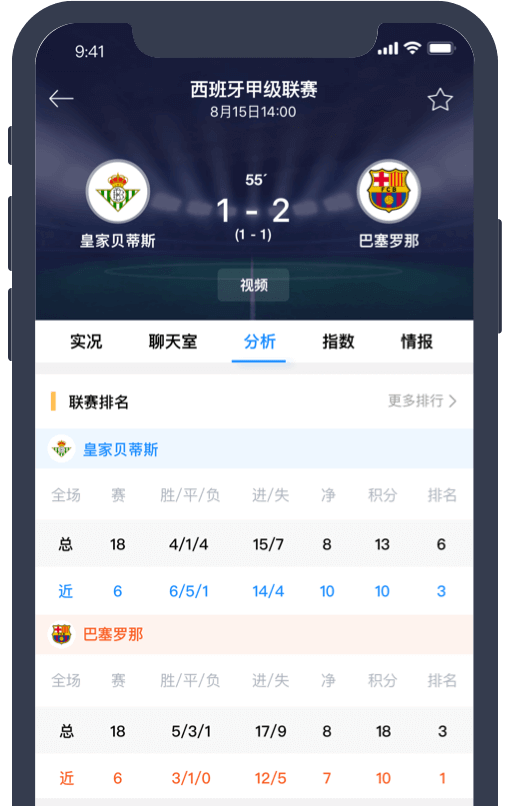 9:41
西班牙甲级联赛
8月15日14:00
55′
1 - 2
(1 - 1)
皇家贝蒂斯
巴塞罗那
视频
实况 聊天室 分析 指数 情报
联赛排名 更多排行
皇家贝蒂斯
全场 赛 胜/平/负 进/失 净 积分 排名
总 18 4/1/4 15/7 8 13 6
近 6 6/5/1 14/4 10 10 3
巴塞罗那
全场 赛 胜/平/负 进/失 净 积分 排名
总 18 5/3/1 17/9 8 18 3
近 6 3/1/0 12/5 7 10 1